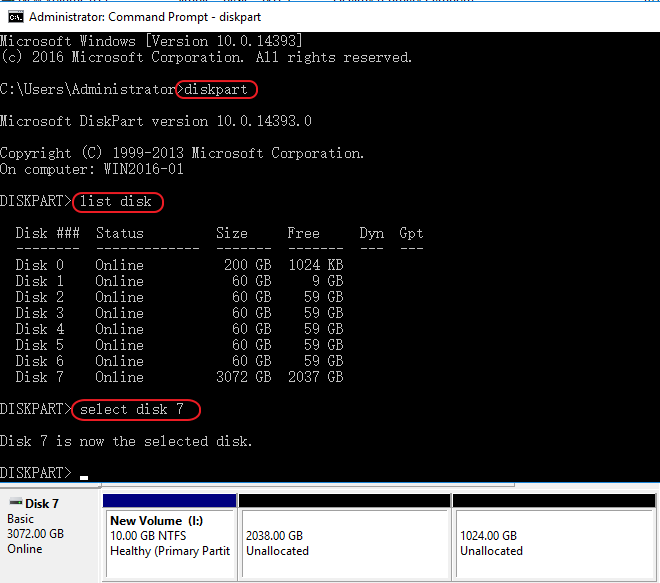 Administrator: Command Prompt - diskpart
Microsoft Windows [Version 10.0.14393]
(c) 2016 Microsoft Corporation. All rights reserved.
C:\Users\Administrator>diskpart
Microsoft DiskPart version 10.0.14393.0
Copyright (C) 1999-2013 Microsoft Corporation.
On computer: WIN2016-01
DISKPART> list disk
Disk ### Status Size Free Dyn Gpt
-------- ------------- ------- ------- --- ---
Disk 0 Online 200 GB 1024 KB
Disk 1 Online 60 GB 9 GB
Disk 2 Online 60 GB 59 GB
Disk 3 Online 60 GB 59 GB
Disk 4 Online 60 GB 59 GB
Disk 5 Online 60 GB 59 GB
Disk 6 Online 60 GB 59 GB
Disk 7 Online 3072 GB 2037 GB
DISKPART> select disk 7
Disk 7 is now the selected disk.
DISKPART>
Disk 7
Basic
3072.00 GB
Online
New Volume (I:)
10.00 GB NTFS
Healthy (Primary Partit
2038.00 GB
Unallocated
1024.00 GB
Unallocated